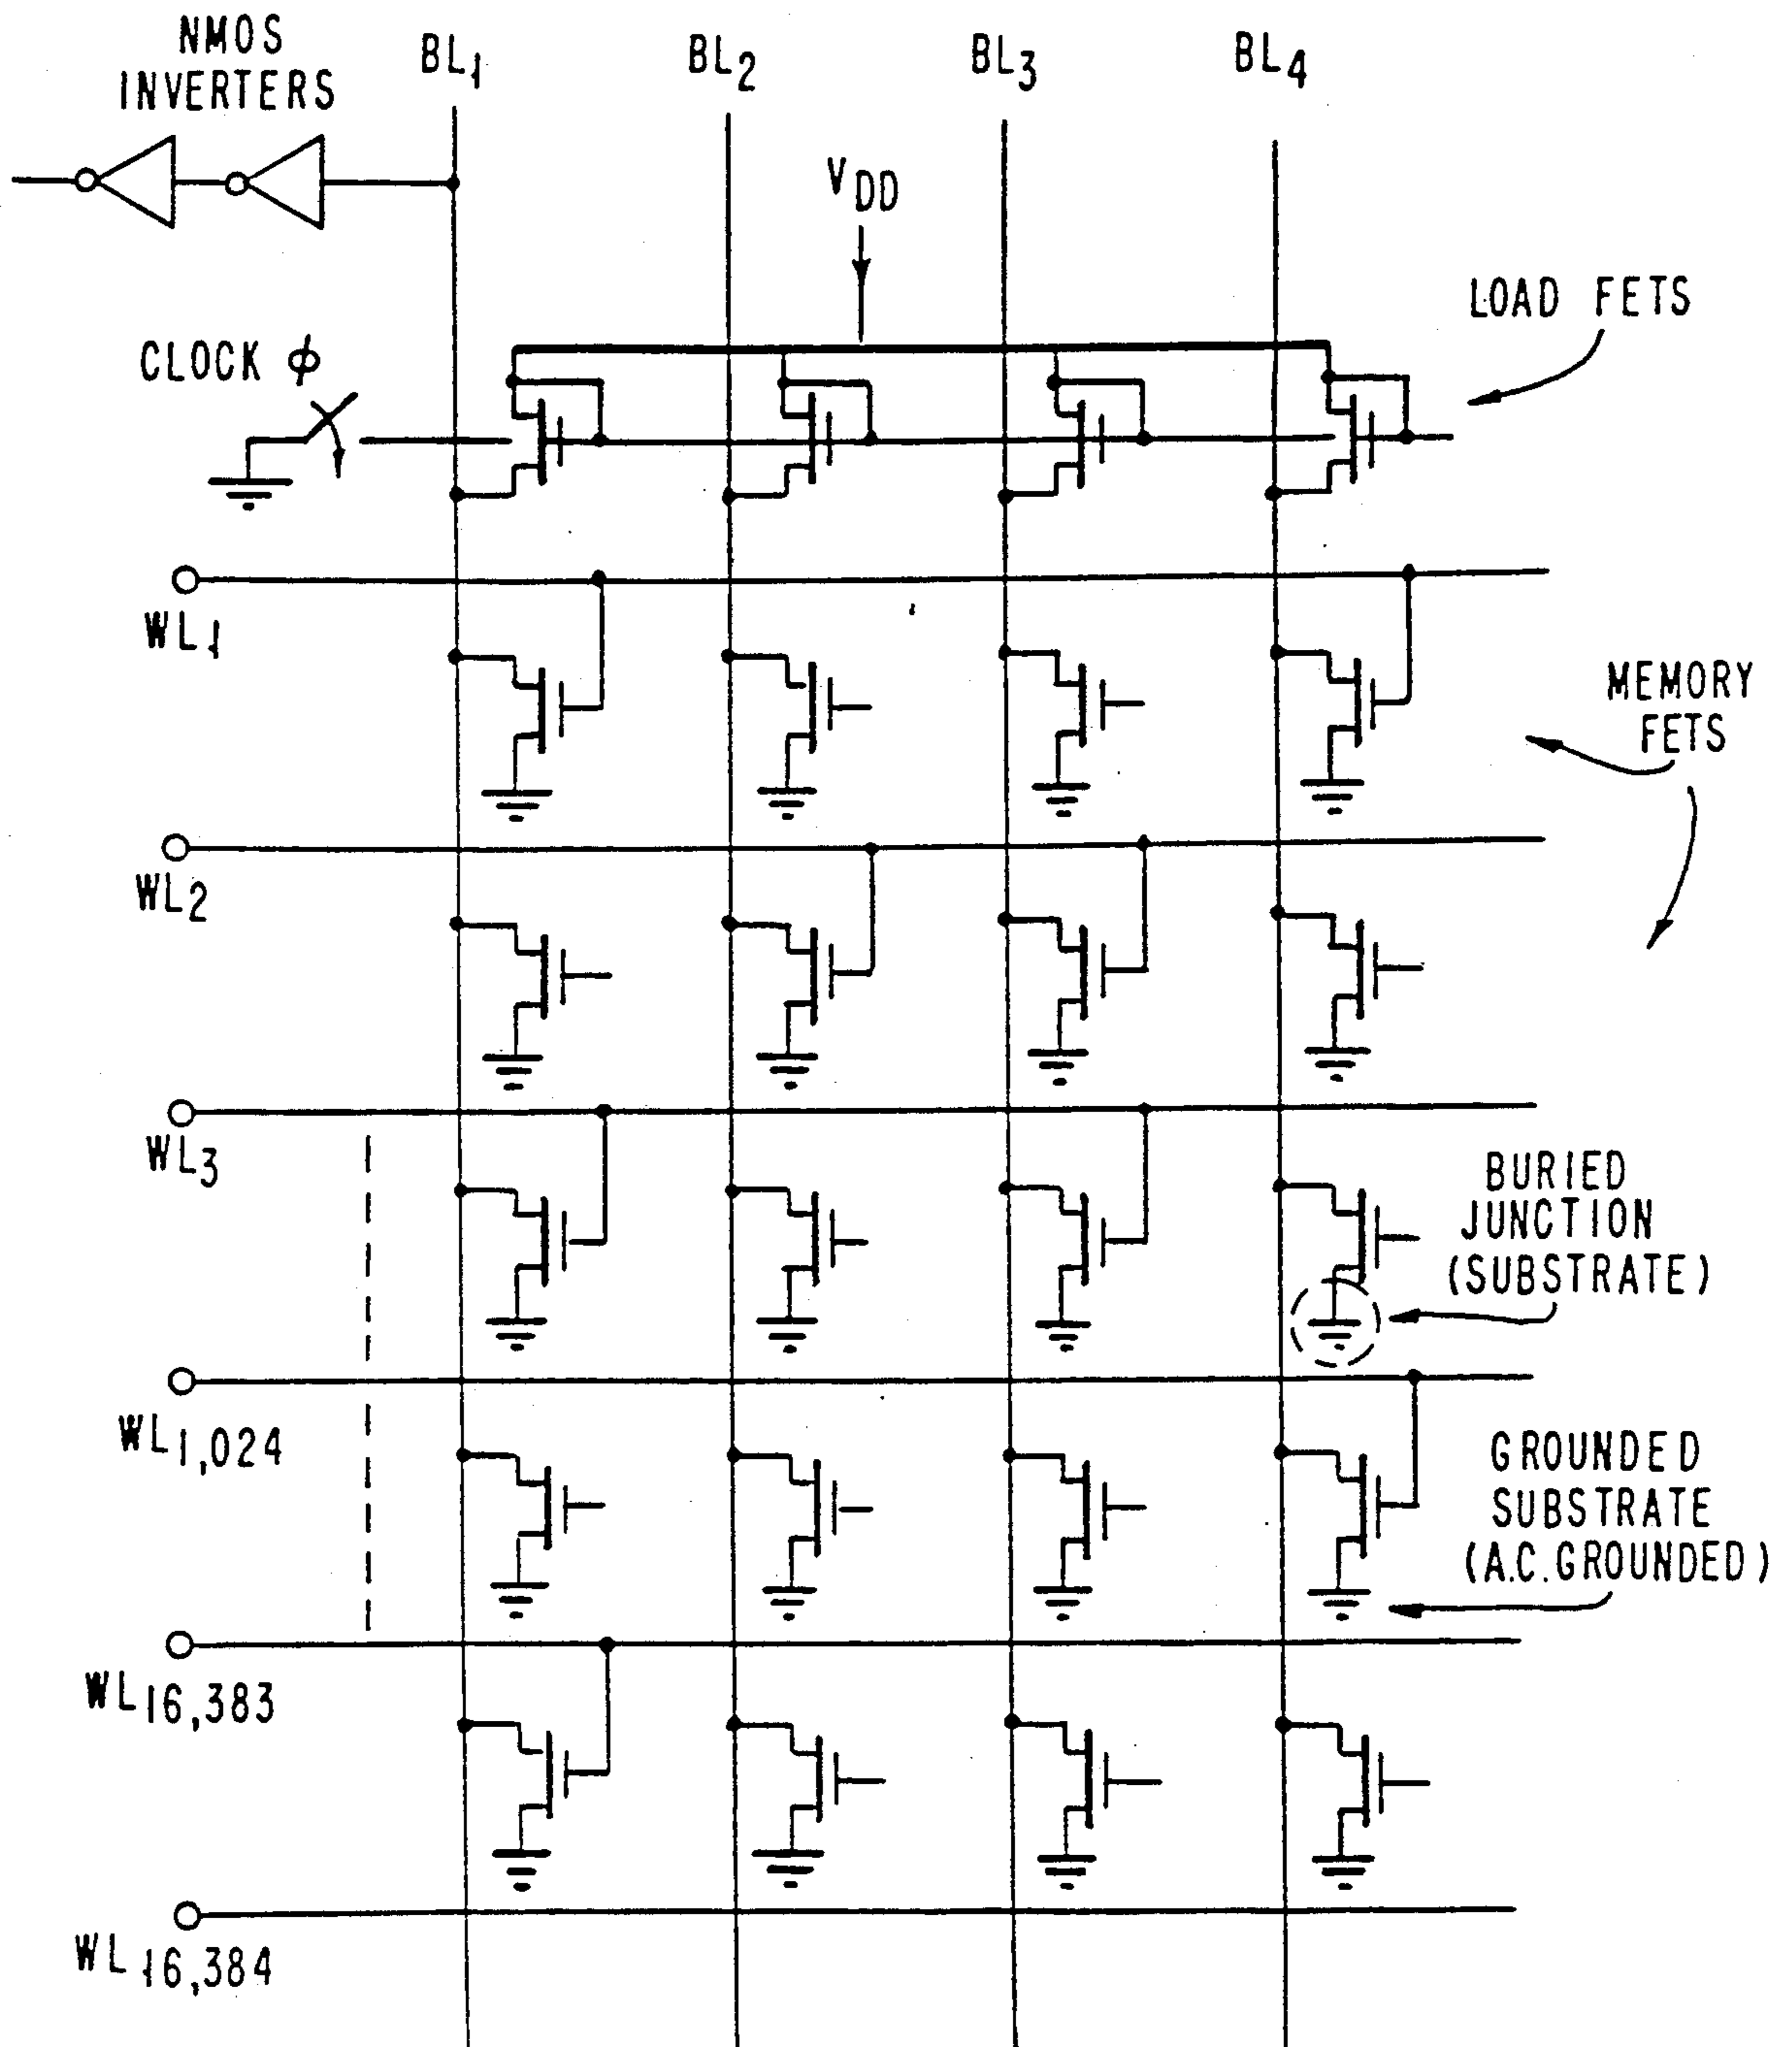 NMOS
INVERTERS
BL1
BL2
BL3
BL4
VDD
LOAD FETS
CLOCK ϕ
WL1
MEMORY
FETS
WL2
WL3
BURIED
JUNCTION
(SUBSTRATE)
WL1,024
GROUNDED
SUBSTRATE
(A.C.GROUNDED)
WL16,383
WL16,384